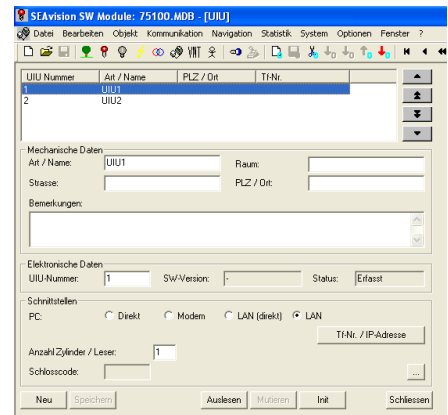 SEAvision SW Module: 75100.MDB - [UIU]
Datei Bearbeiten Objekt Kommunikation Navigation Statistik System Optionen Fenster ?
VNT
UIU Nummer Art / Name PLZ / Ort Tf-Nr.
1 UIU1
2 UIU2
Mechanische Daten
Art / Name: UIU1 Raum:
Strasse: PLZ / Ort:
Bemerkungen:
Elektronische Daten
UIU-Nummer: 1 SW-Version: - Status: Erfasst
Schnittstellen
PC: Direkt Modem LAN (direkt) LAN
Tf-Nr. / IP-Adresse
Anzahl Zylinder / Leser: 1
Schlosscode: ...
Neu Speichern Auslesen Mutieren Init Schliessen